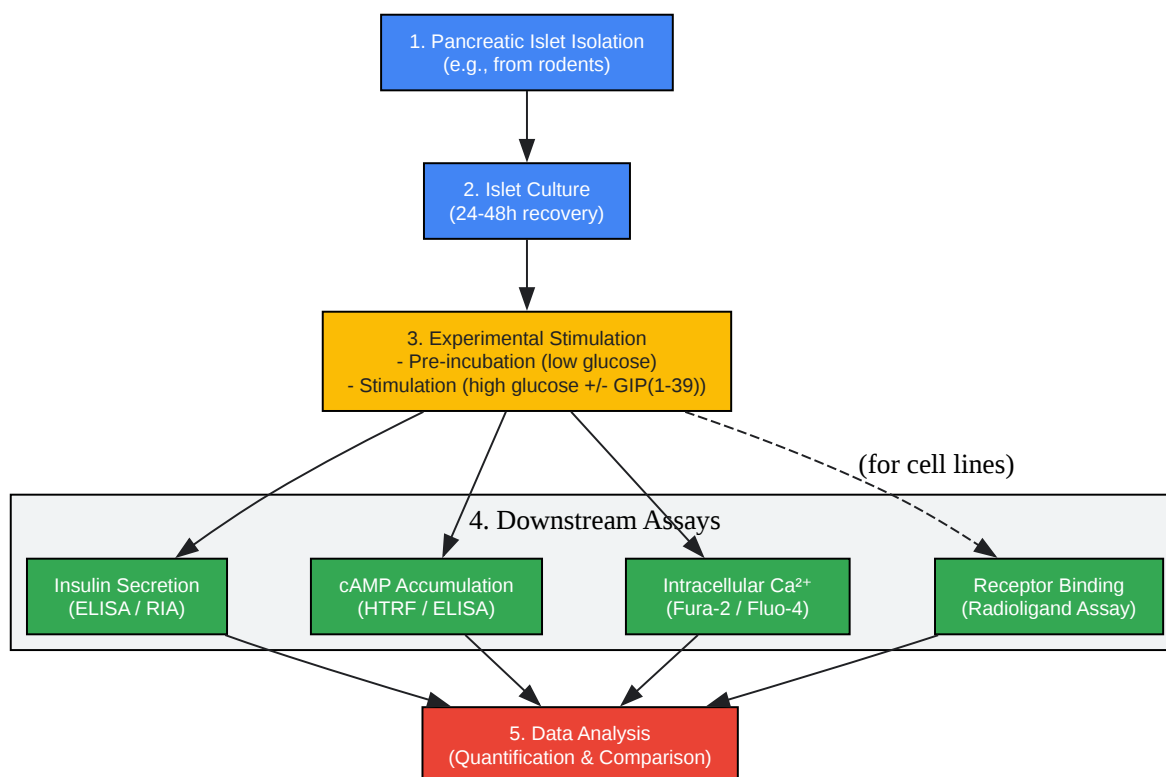 1. Pancreatic Islet Isolation
(e.g., from rodents)
2. Islet Culture
(24-48h recovery)
3. Experimental Stimulation
- Pre-incubation (low glucose)
- Stimulation (high glucose +/- GIP(1-39))
(for cell lines)
4. Downstream Assays
Insulin Secretion
(ELISA / RIA)
cAMP Accumulation
(HTRF / ELISA)
Intracellular Ca²⁺
(Fura-2 / Fluo-4)
Receptor Binding
(Radioligand Assay)
5. Data Analysis
(Quantification & Comparison)